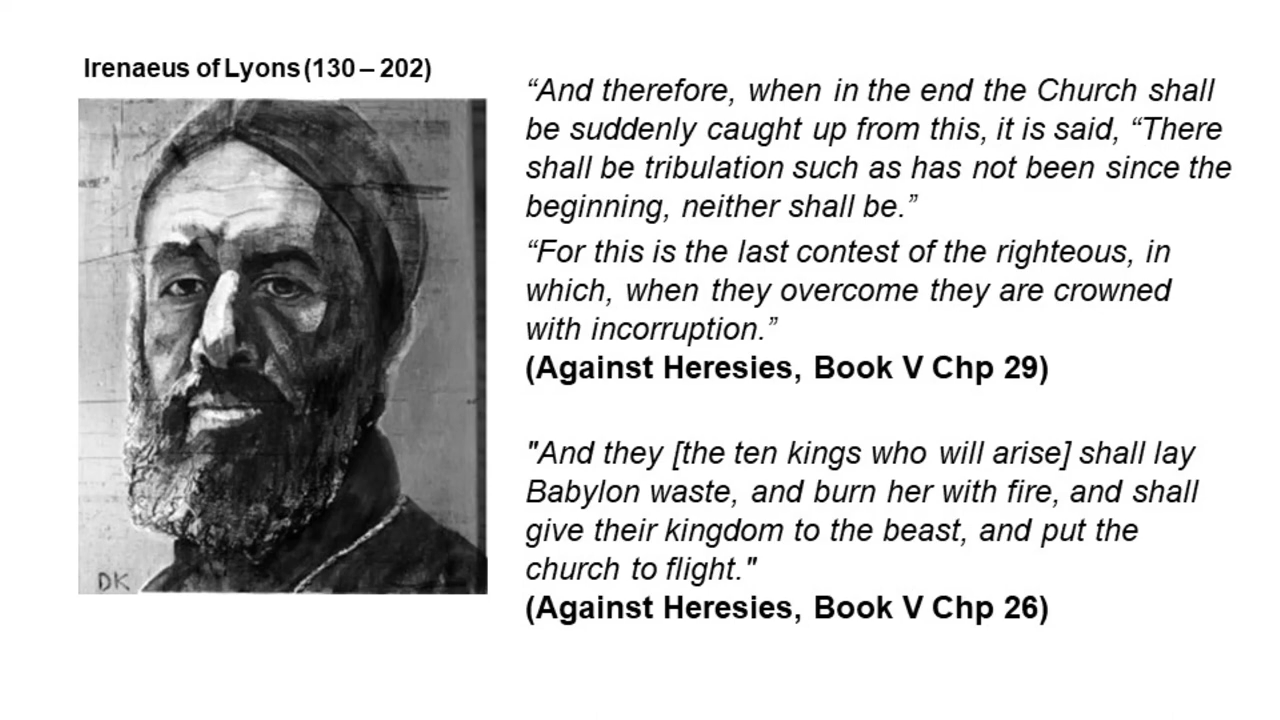 Irenaeus of Lyons (130 – 202)
“And therefore, when in the end the Church shall
be suddenly caught up from this, it is said, “There
shall be tribulation such as has not been since the
beginning, neither shall be.”
“For this is the last contest of the righteous, in
which, when they overcome they are crowned
with incorruption.”
(Against Heresies, Book V Chp 29)
"And they [the ten kings who will arise] shall lay
Babylon waste, and burn her with fire, and shall
give their kingdom to the beast, and put the
church to flight."
(Against Heresies, Book V Chp 26)
DK